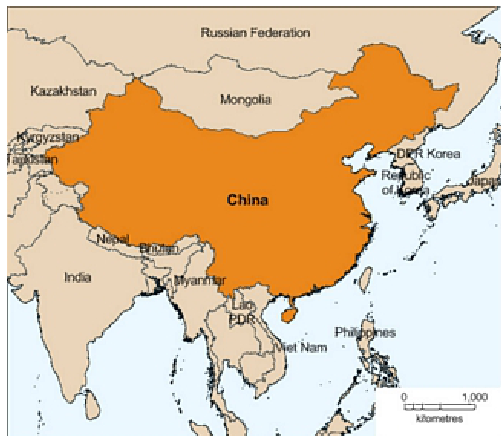 Russian Federation
Kazakhstan
Mongolia
Kyrgyzstan
Tajikistan
DPR Korea
Republic
of Korea
Japan
China
Nepal
Bhutan
India
Myanmar
Lao
PDR
Viet Nam
Philippines
0 1,000
kilometres